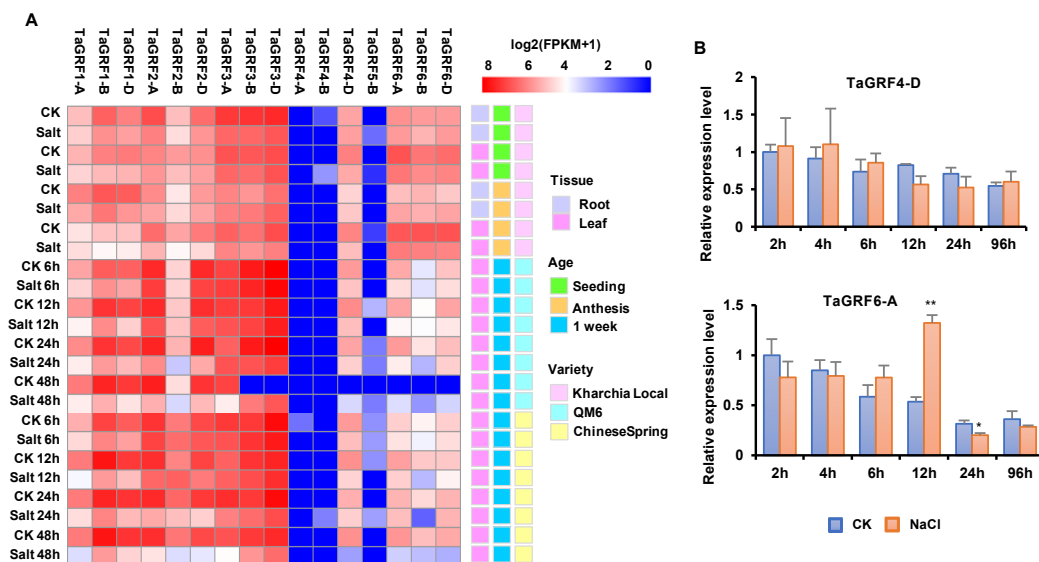 A
TaGRF1-A
TaGRF1-B
TaGRF1-D
TaGRF2-A
TaGRF2-B
TaGRF2-D
TaGRF3-A
TaGRF3-B
TaGRF3-D
TaGRF4-A
TaGRF4-B
TaGRF4-D
TaGRF5-B
TaGRF6-A
TaGRF6-B
TaGRF6-D
log2(FPKM+1)
8 6 4 2 0
CK
Salt
CK
Salt
CK
Salt
CK
Salt
CK 6h
Salt 6h
CK 12h
Salt 12h
CK 24h
Salt 24h
CK 48h
Salt 48h
CK 6h
Salt 6h
CK 12h
Salt 12h
CK 24h
Salt 24h
CK 48h
Salt 48h
Tissue
Root
Leaf
Age
Seeding
Anthesis
1 week
Variety
Kharchia Local
QM6
ChineseSpring
B
TaGRF4-D
Relative expression level
2
1.5
1
0.5
0
2h 4h 6h 12h 24h 96h
TaGRF6-A
Relative expression level
1.5
1
0.5
0
**
*
2h 4h 6h 12h 24h 96h
CK NaCl